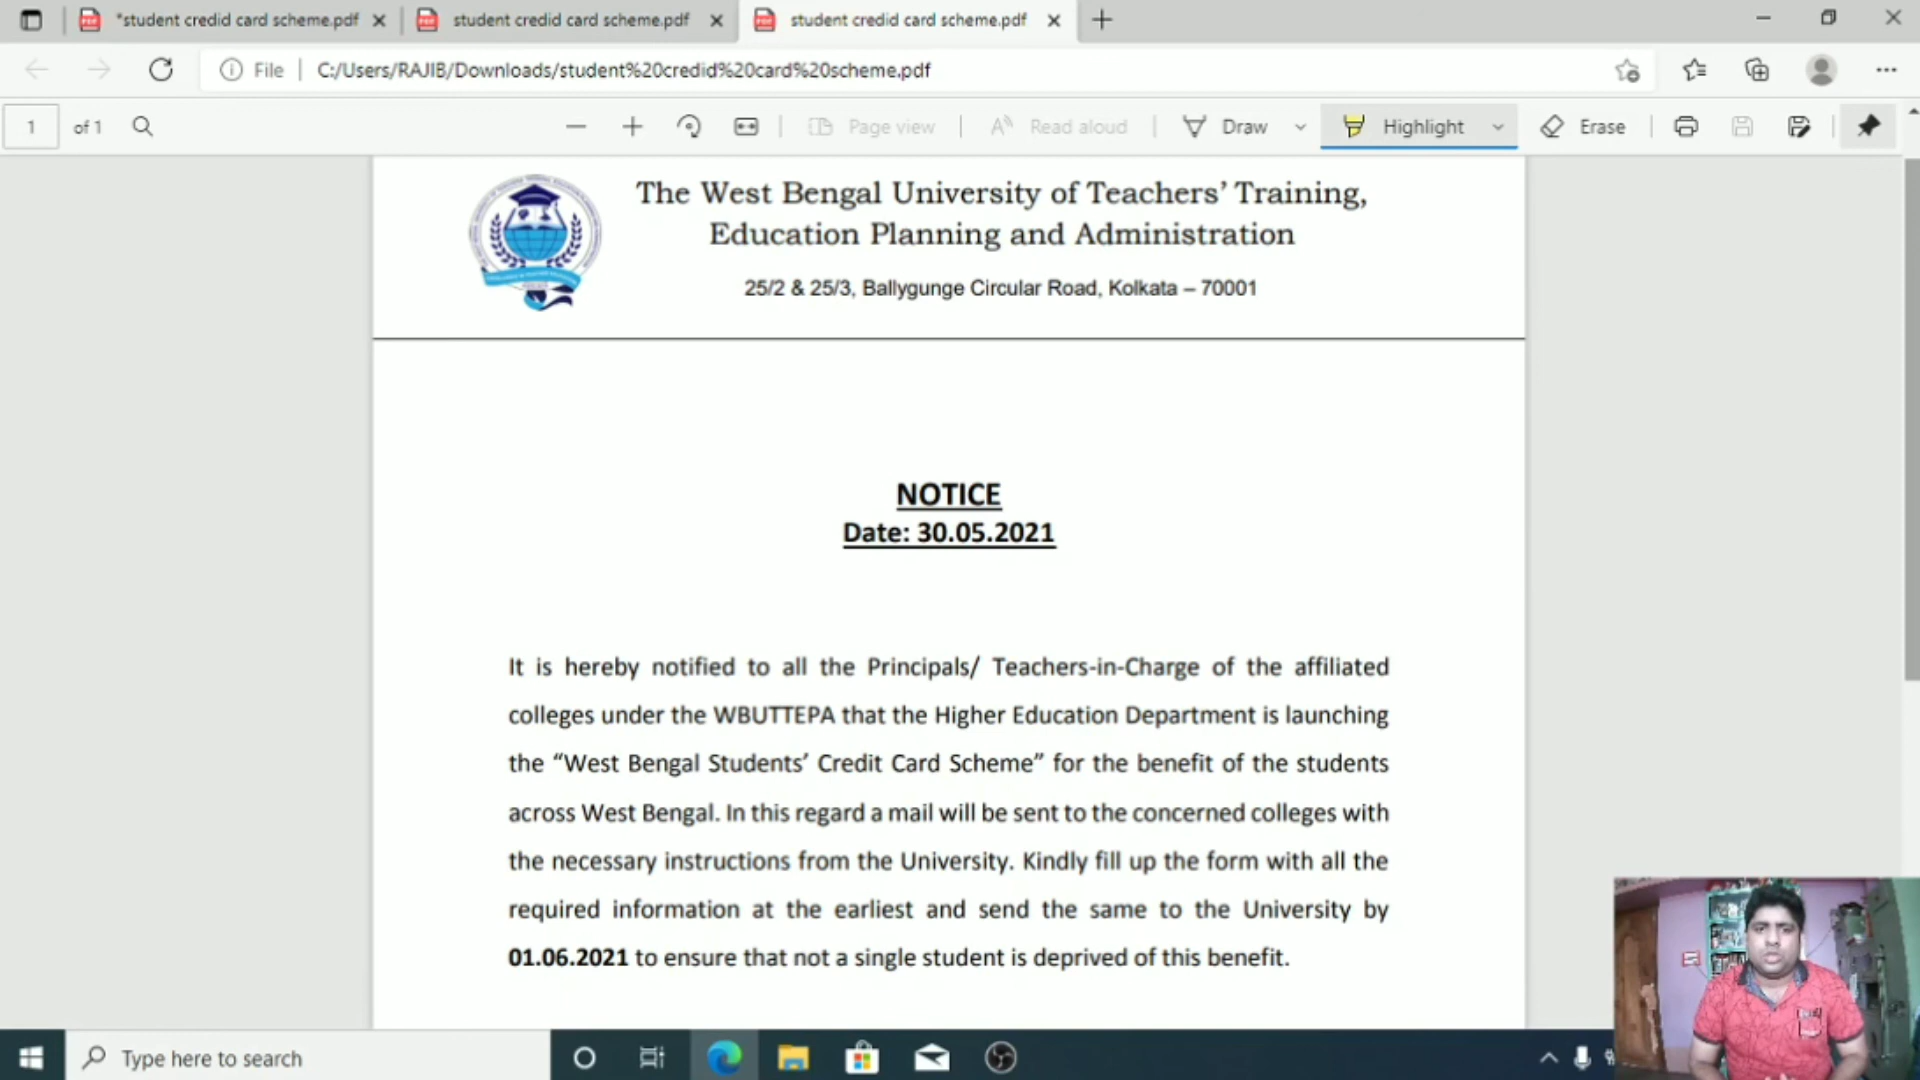 *student credid card scheme.pdf
student credid card scheme.pdf
student credid card scheme.pdf
File
C:/Users/RAJIB/Downloads/student%20credid%20card%20scheme.pdf
1 of 1
Page view
Read aloud
Draw
Highlight
Erase
The West Bengal University of Teachers’ Training,
Education Planning and Administration
25/2 & 25/3, Ballygunge Circular Road, Kolkata – 70001
NOTICE
Date: 30.05.2021
It is hereby notified to all the Principals/ Teachers-in-Charge of the affiliated
colleges under the WBUTTEPA that the Higher Education Department is launching
the “West Bengal Students’ Credit Card Scheme” for the benefit of the students
across West Bengal. In this regard a mail will be sent to the concerned colleges with
the necessary instructions from the University. Kindly fill up the form with all the
required information at the earliest and send the same to the University by
01.06.2021 to ensure that not a single student is deprived of this benefit.
Type here to search